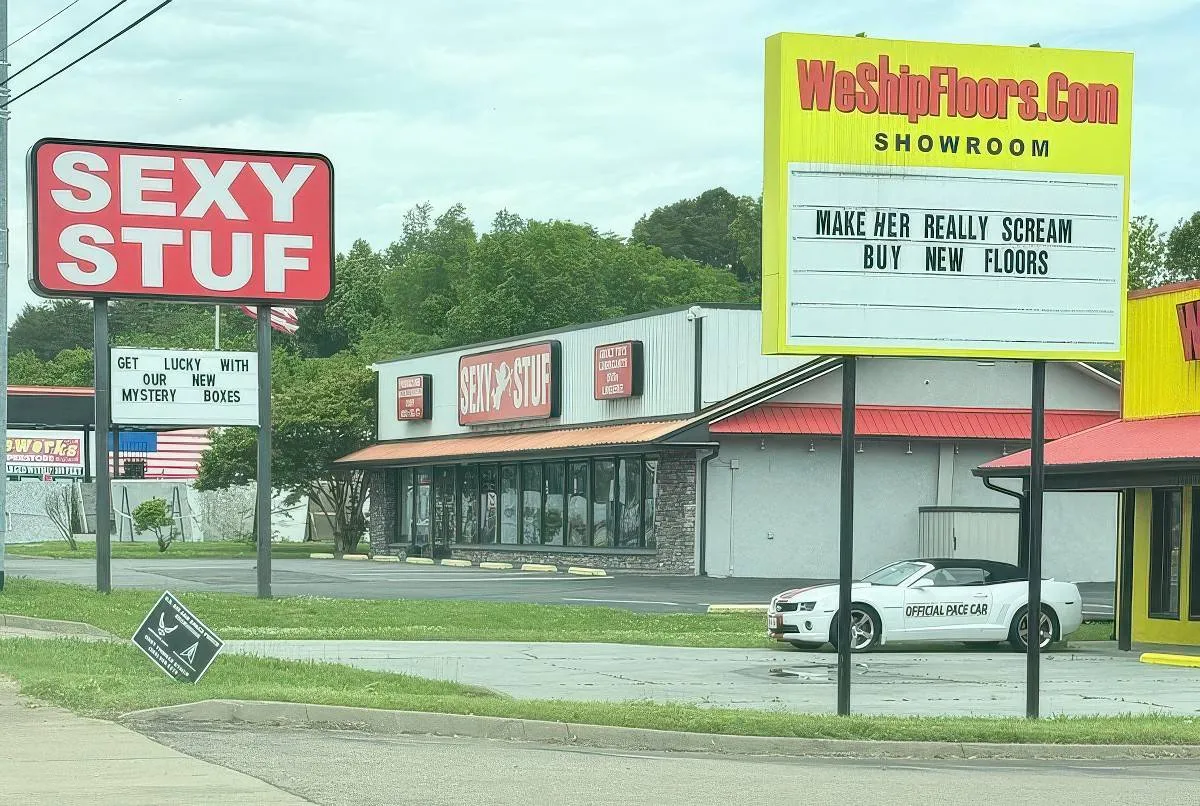 SEXY
STUF
GET LUCKY WITH
OUR NEW
MYSTERY BOXES
SEXY STUF
WeShipFloors.Com
SHOWROOM
MAKE HER REALLY SCREAM
BUY NEW FLOORS
OFFICIAL PACE CAR